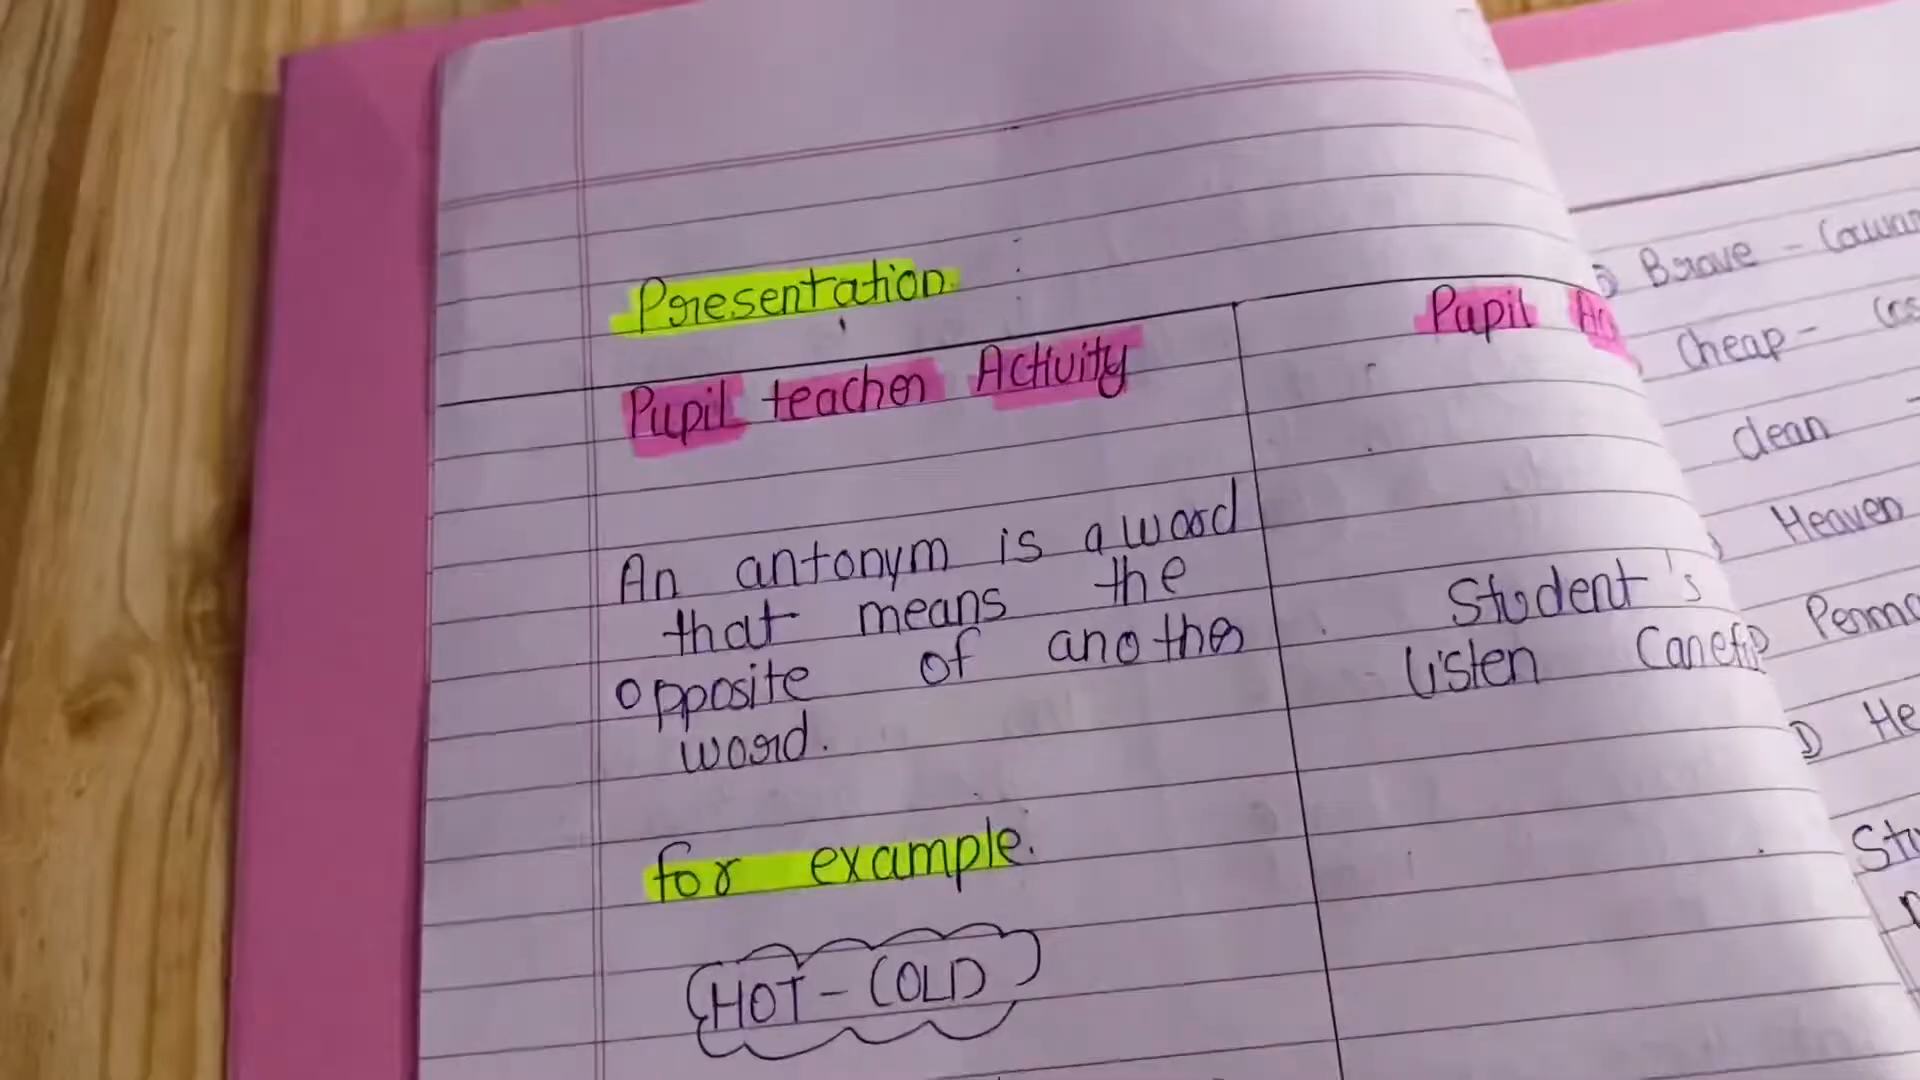 Presentation.
Pupil teacher Activity
Pupil
An antonym is a word
that means the
opposite of another
word.
Student's
listen
for example.
HOT - COLD
Brave -
Cheap -
clean -
Heaven